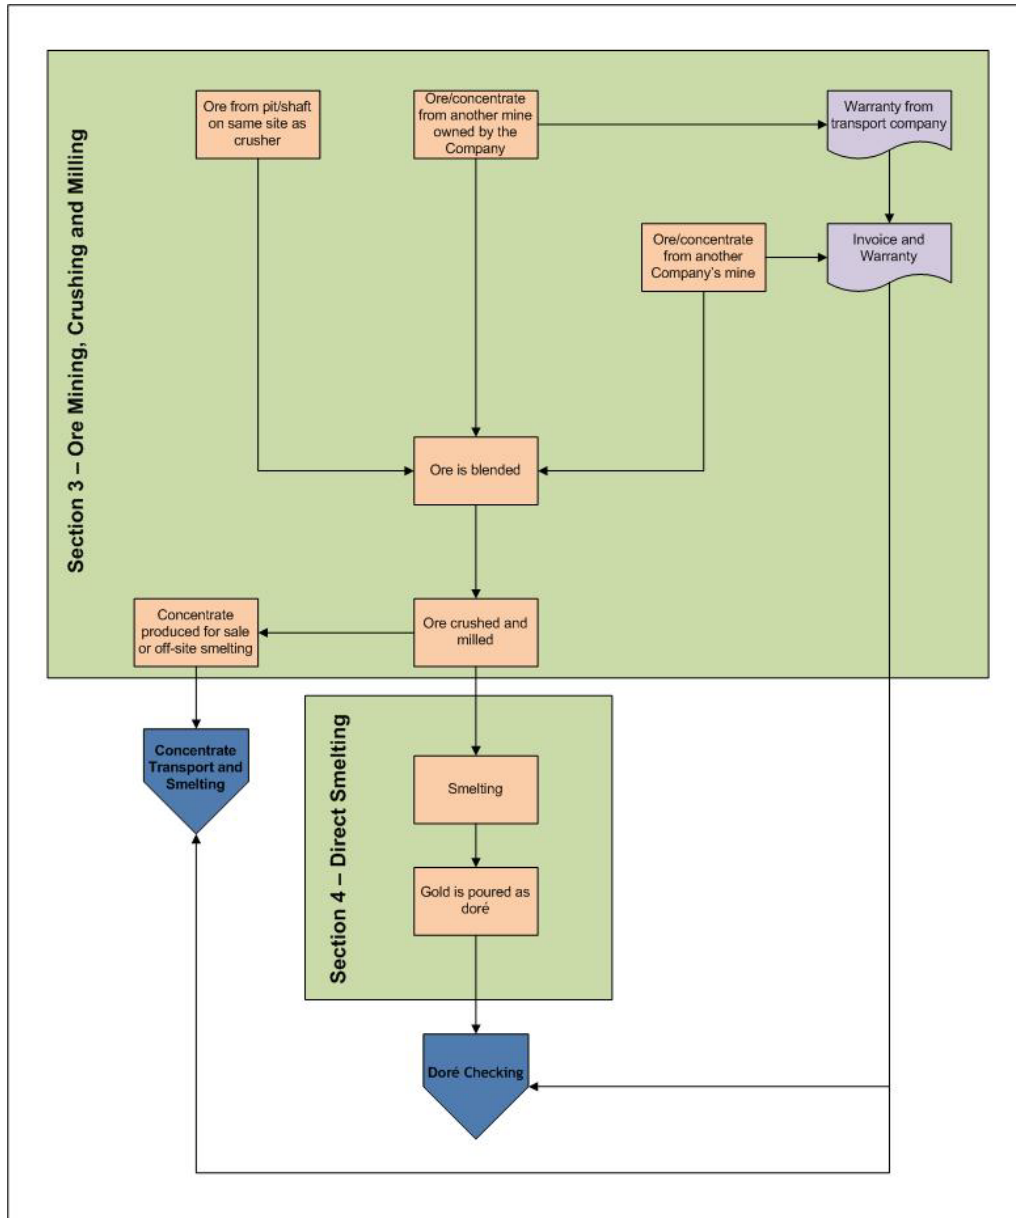 Section 3 – Ore Mining, Crushing and Milling
Ore from pit/shaft
on same site as
crusher
Ore/concentrate
from another mine
owned by the
Company
Warranty from
transport company
Ore/concentrate
from another
Company's mine
Invoice and
Warranty
Ore is blended
Concentrate
produced for sale
or off-site smelting
Ore crushed and
milled
Concentrate
Transport and
Smelting
Section 4 – Direct Smelting
Smelting
Gold is poured as
doré
Doré Checking